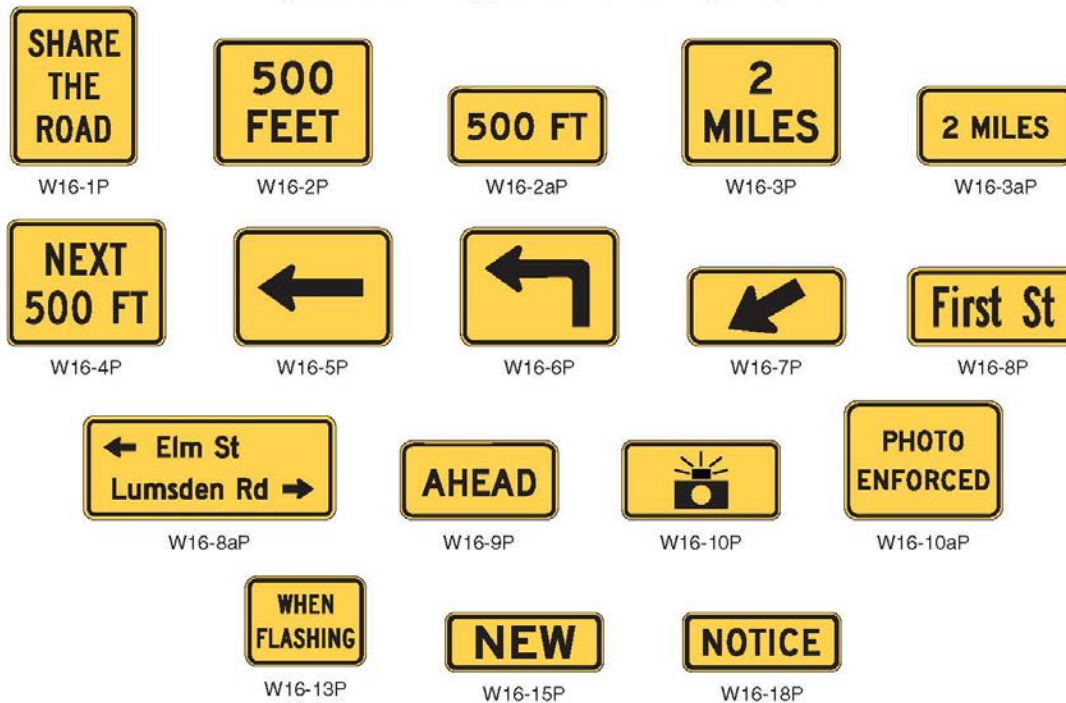 SHARE
THE
ROAD
500
FEET
500 FT
2
MILES
2 MILES
W16-1P
W16-2P
W16-2aP
W16-3P
W16-3aP
NEXT
500 FT
First St
W16-4P
W16-5P
W16-6P
W16-7P
W16-8P
Elm St
Lumsden Rd
AHEAD
PHOTO
ENFORCED
W16-8aP
W16-9P
W16-10P
W16-10aP
WHEN
FLASHING
NEW
NOTICE
W16-13P
W16-15P
W16-18P